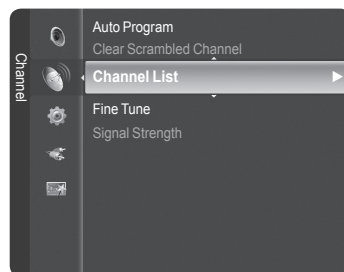 Channel
Auto Program
Clear Scrambled Channel
Channel List
Fine Tune
Signal Strength